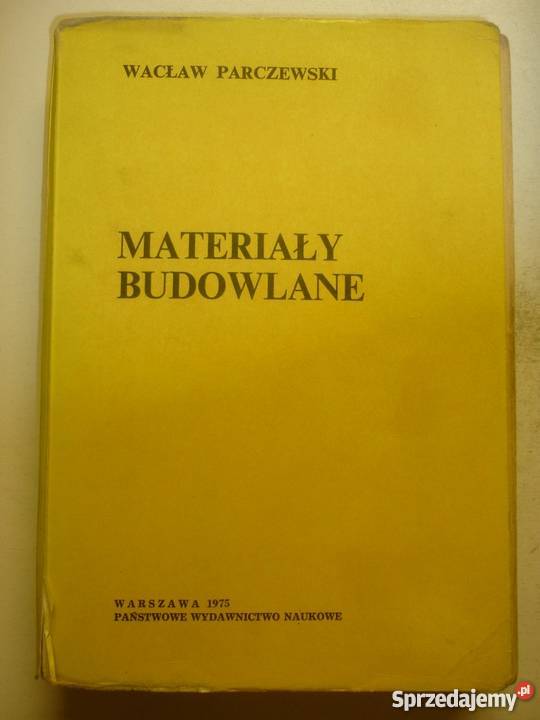 WACŁAW PARCZEWSKI
MATERIAŁY
BUDOWLANE
WARSZAWA 1975
PAŃSTWOWE WYDAWNICTWO NAUKOWE
Sprzedajemy.pl